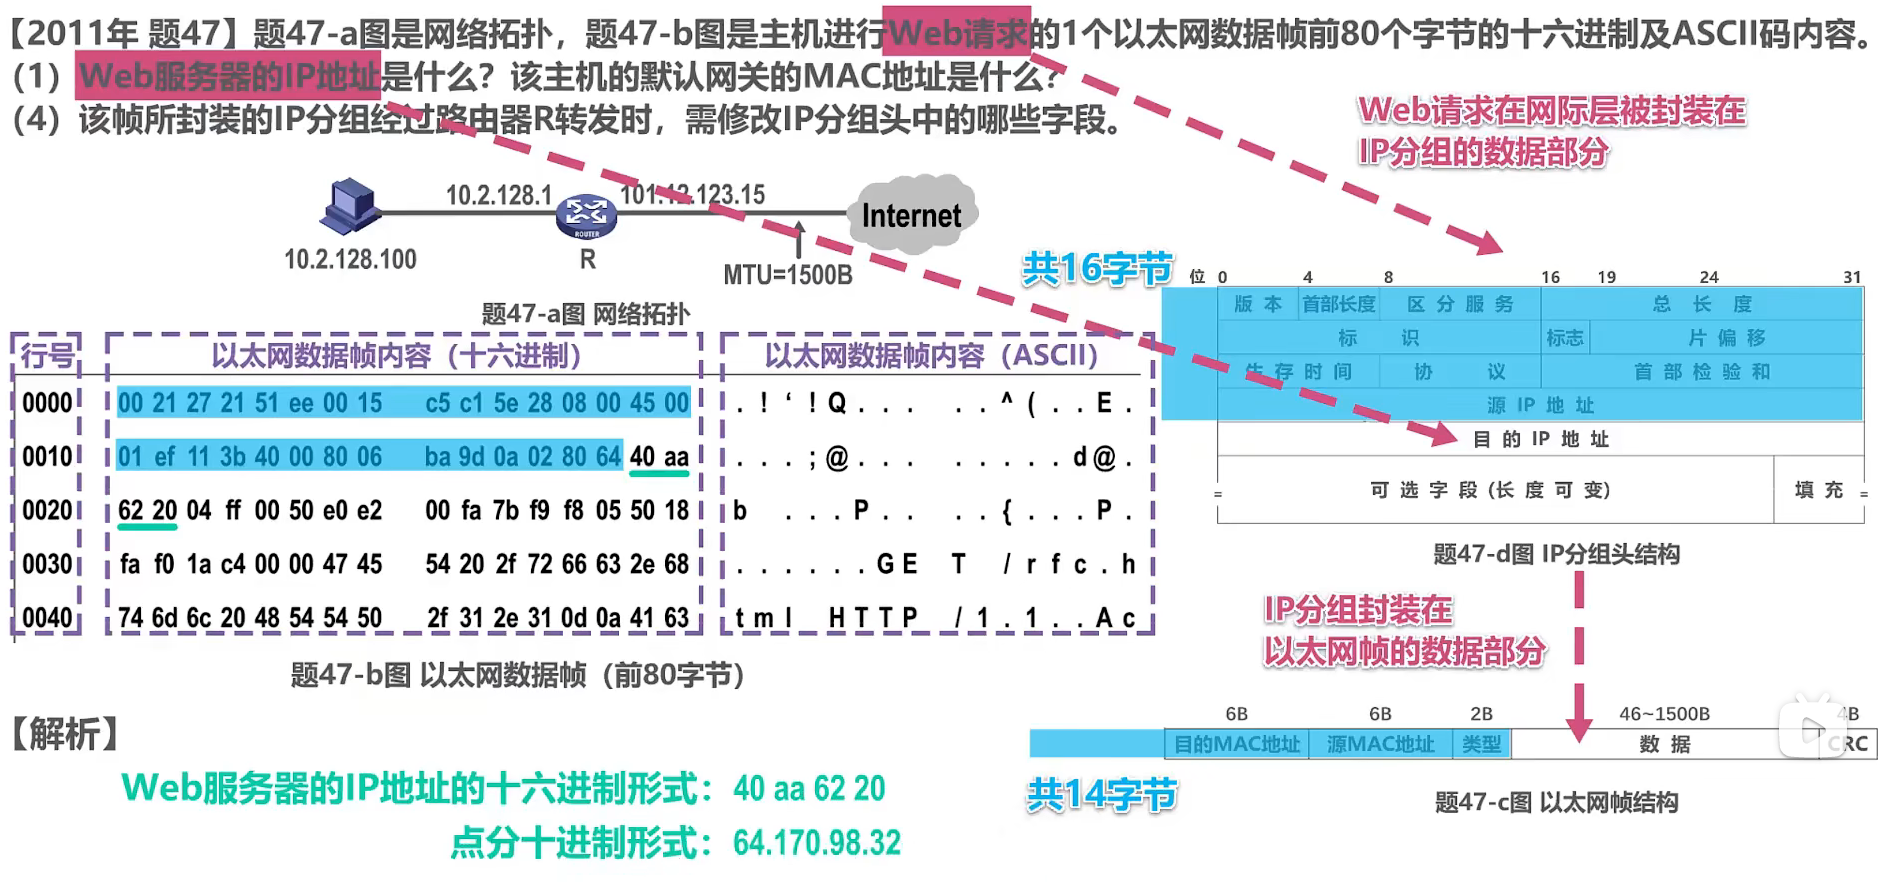 【2011年 题47】题47-a图是网络拓扑，题47-b图是主机进行Web请求的1个以太网数据帧前80个字节的十六进制及ASCII码内容。
（1）Web服务器的IP地址是什么？该主机的默认网关的MAC地址是什么？
（4）该帧所封装的IP分组经过路由器R转发时，需修改IP分组头中的哪些字段。
Web请求在网际层被封装在
IP分组的数据部分
10.2.128.1
101.12.123.15
Internet
ROUTER
10.2.128.100
R
MTU=1500B
题47-a图 网络拓扑
共16字节
位 0 4 8 16 19 24 31
版本 首部长度 区分服务 总长度
标识 标志 片偏移
生存时间 协议 首部检验和
源IP地址
目的IP地址
可选字段(长度可变) 填充
题47-d图 IP分组头结构
行号 以太网数据帧内容（十六进制） 以太网数据帧内容（ASCII）
0000 00 21 27 21 51 ee 00 15 c5 c1 5e 28 08 00 45 00 . ! ‘ ! Q . . . . . ^ ( . . E .
0010 01 ef 11 3b 40 00 80 06 ba 9d 0a 02 80 64 40 aa . . . ; @ . . . . . . . . d @ .
0020 62 20 04 ff 00 50 e0 e2 00 fa 7b f9 f8 05 50 18 b . . . P . . . . { . . . P .
0030 fa f0 1a c4 00 00 47 45 54 20 2f 72 66 63 2e 68 . . . . . . G E T / r f c . h
0040 74 6d 6c 20 48 54 54 50 2f 31 2e 31 0d 0a 41 63 t m l H T T P / 1 . 1 . . A c
题47-b图 以太网数据帧（前80字节）
IP分组封装在
以太网帧的数据部分
6B 6B 2B 46~1500B 4B
目的MAC地址 源MAC地址 类型 数据 CRC
共14字节
题47-c图 以太网帧结构
【解析】
Web服务器的IP地址的十六进制形式：40 aa 62 20
点分十进制形式：64.170.98.32